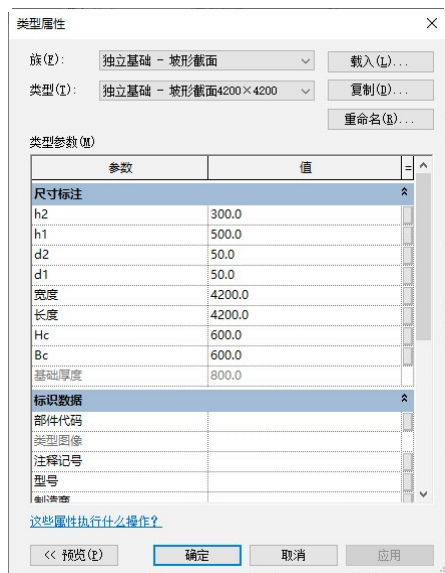 类型属性
族(F): 独立基础 - 坡形截面 载入(L)...
类型(T): 独立基础 - 坡形截面4200×4200 复制(D)...
重命名(R)...
类型参数(M)
参数 值 =
尺寸标注
h2 300.0
h1 500.0
d2 50.0
d1 50.0
宽度 4200.0
长度 4200.0
Hc 600.0
Bc 600.0
基础厚度 800.0
标识数据
部件代码
类型图像
注释记号
型号
制造商
这些属性执行什么操作?
<< 预览(P) 确定 取消 应用